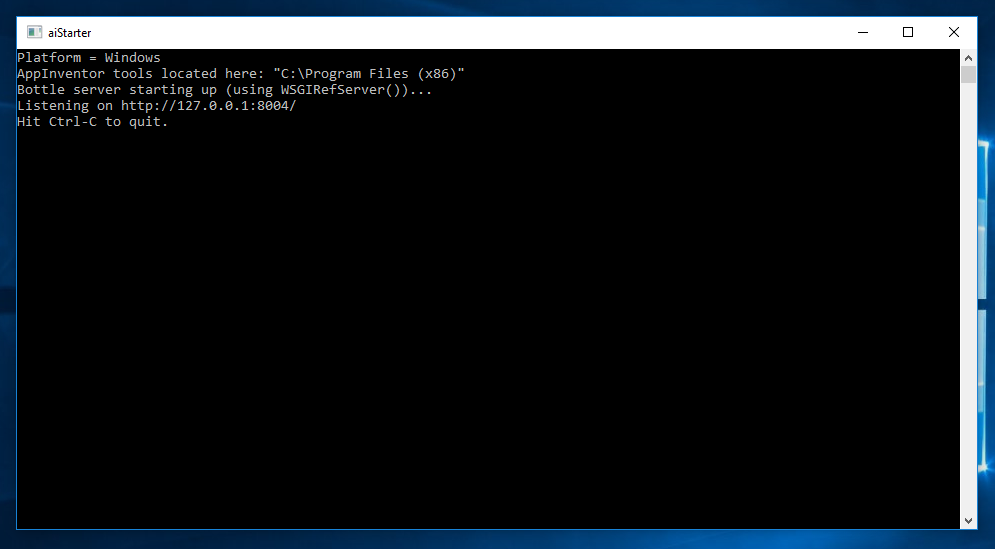 aiStarter
Platform = Windows
AppInventor tools located here: "C:\Program Files (x86)"
Bottle server starting up (using WSGIRefServer())...
Listening on http://127.0.0.1:8004/
Hit Ctrl-C to quit.